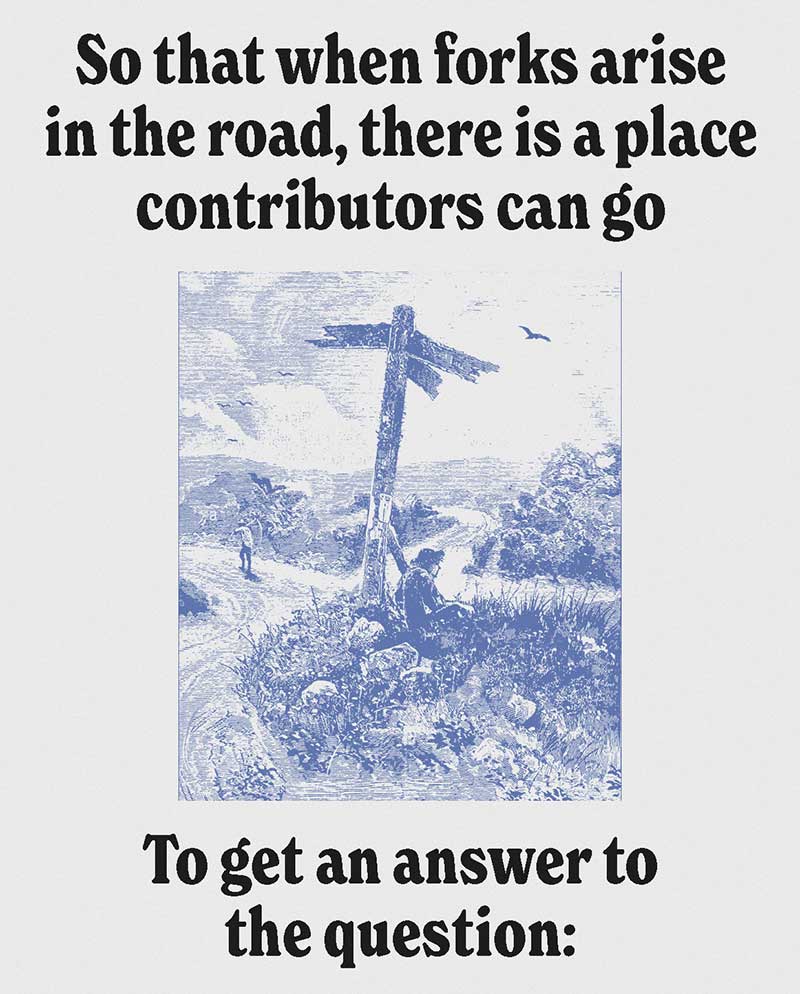 So that when forks arise
in the road, there is a place
contributors can go
To get an answer to
the question: